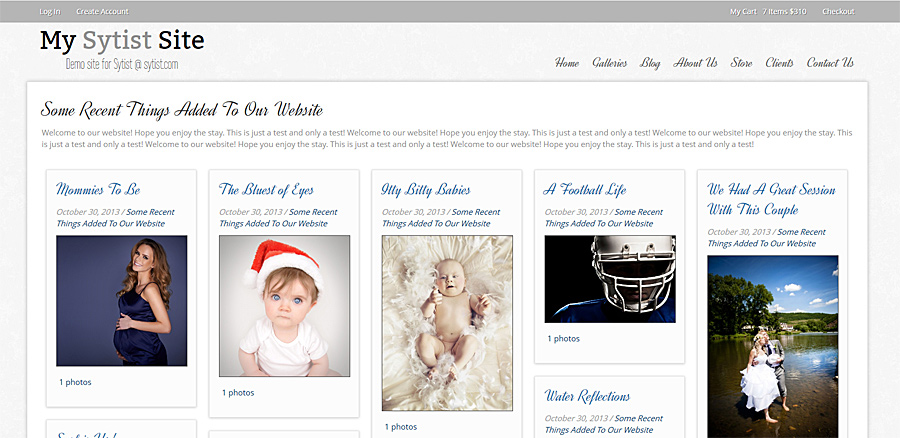 Log In Create Account My Cart 7 Items $310 Checkout
My Sytist Site
Demo site for Sytist @ sytist.com
Home Galleries Blog About Us Store Clients Contact Us
Some Recent Things Added To Our Website
Welcome to our website! Hope you enjoy the stay. This is just a test and only a test! Welcome to our website! Hope you enjoy the stay. This is just a test and only a test! Welcome to our website! Hope you enjoy the stay. This
is just a test and only a test! Welcome to our website! Hope you enjoy the stay. This is just a test and only a test! Welcome to our website! Hope you enjoy the stay. This is just a test and only a test!
Mommies To Be
October 30, 2013 / Some Recent
Things Added To Our Website
1 photos
The Bluest of Eyes
October 30, 2013 / Some Recent
Things Added To Our Website
1 photos
Itty Bitty Babies
October 30, 2013 / Some Recent
Things Added To Our Website
1 photos
A Football Life
October 30, 2013 / Some Recent
Things Added To Our Website
1 photos
Water Reflections
October 30, 2013 / Some Recent
Things Added To Our Website
We Had A Great Session
With This Couple
October 30, 2013 / Some Recent
Things Added To Our Website